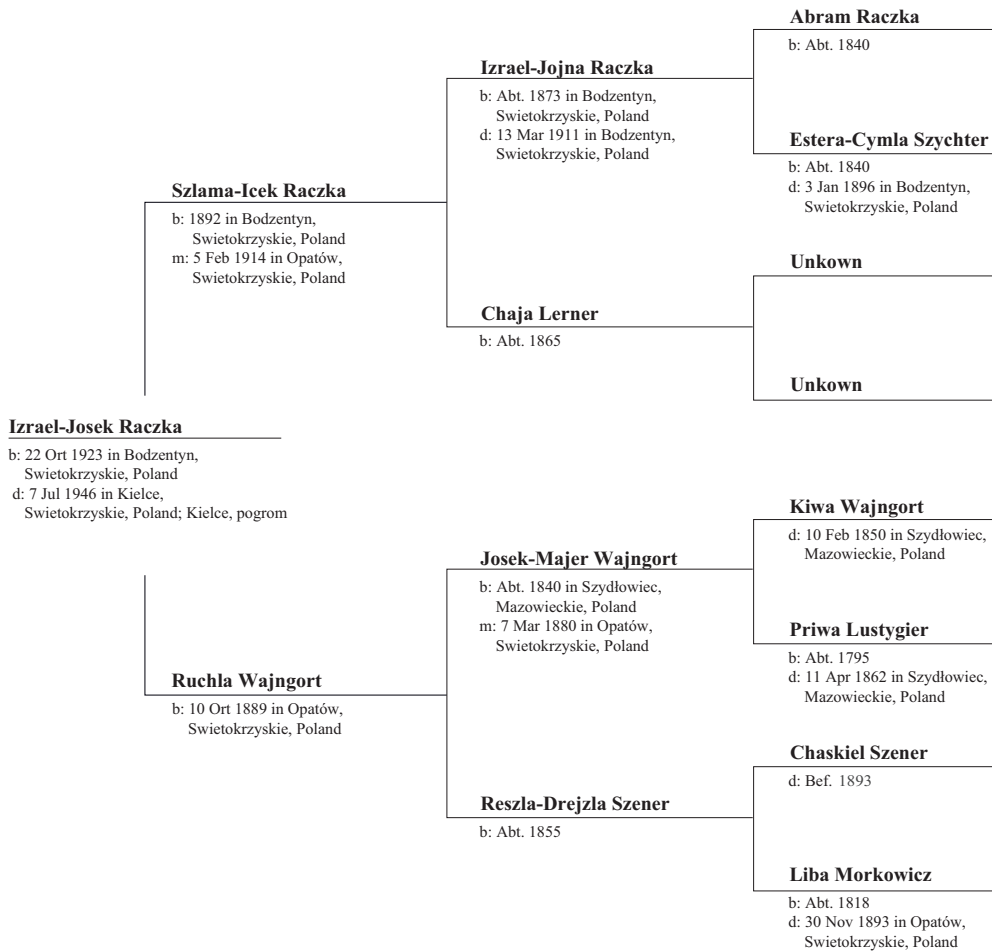 Abram Raczka
b: Abt. 1840
Izrael-Jojna Raczka
b: Abt. 1873 in Bodzentyn,
Swietokrzyskie, Poland
d: 13 Mar 1911 in Bodzentyn,
Swietokrzyskie, Poland
Estera-Cymla Szychter
b: Abt. 1840
d: 3 Jan 1896 in Bodzentyn,
Swietokrzyskie, Poland
Szlama-Icek Raczka
b: 1892 in Bodzentyn,
Swietokrzyskie, Poland
m: 5 Feb 1914 in Opatów,
Swietokrzyskie, Poland
Unkown
Chaja Lerner
b: Abt. 1865
Unkown
Izrael-Josek Raczka
b: 22 Ort 1923 in Bodzentyn,
Swietokrzyskie, Poland
d: 7 Jul 1946 in Kielce,
Swietokrzyskie, Poland; Kielce, pogrom
Kiwa Wajngort
d: 10 Feb 1850 in Szydłowiec,
Mazowieckie, Poland
Josek-Majer Wajngort
b: Abt. 1840 in Szydłowiec,
Mazowieckie, Poland
m: 7 Mar 1880 in Opatów,
Swietokrzyskie, Poland
Priwa Lustygier
b: Abt. 1795
d: 11 Apr 1862 in Szydłowiec,
Mazowieckie, Poland
Ruchla Wajngort
b: 10 Ort 1889 in Opatów,
Swietokrzyskie, Poland
Chaskiel Szener
d: Bef. 1893
Reszla-Drejzla Szener
b: Abt. 1855
Liba Morkowicz
b: Abt. 1818
d: 30 Nov 1893 in Opatów,
Swietokrzyskie, Poland